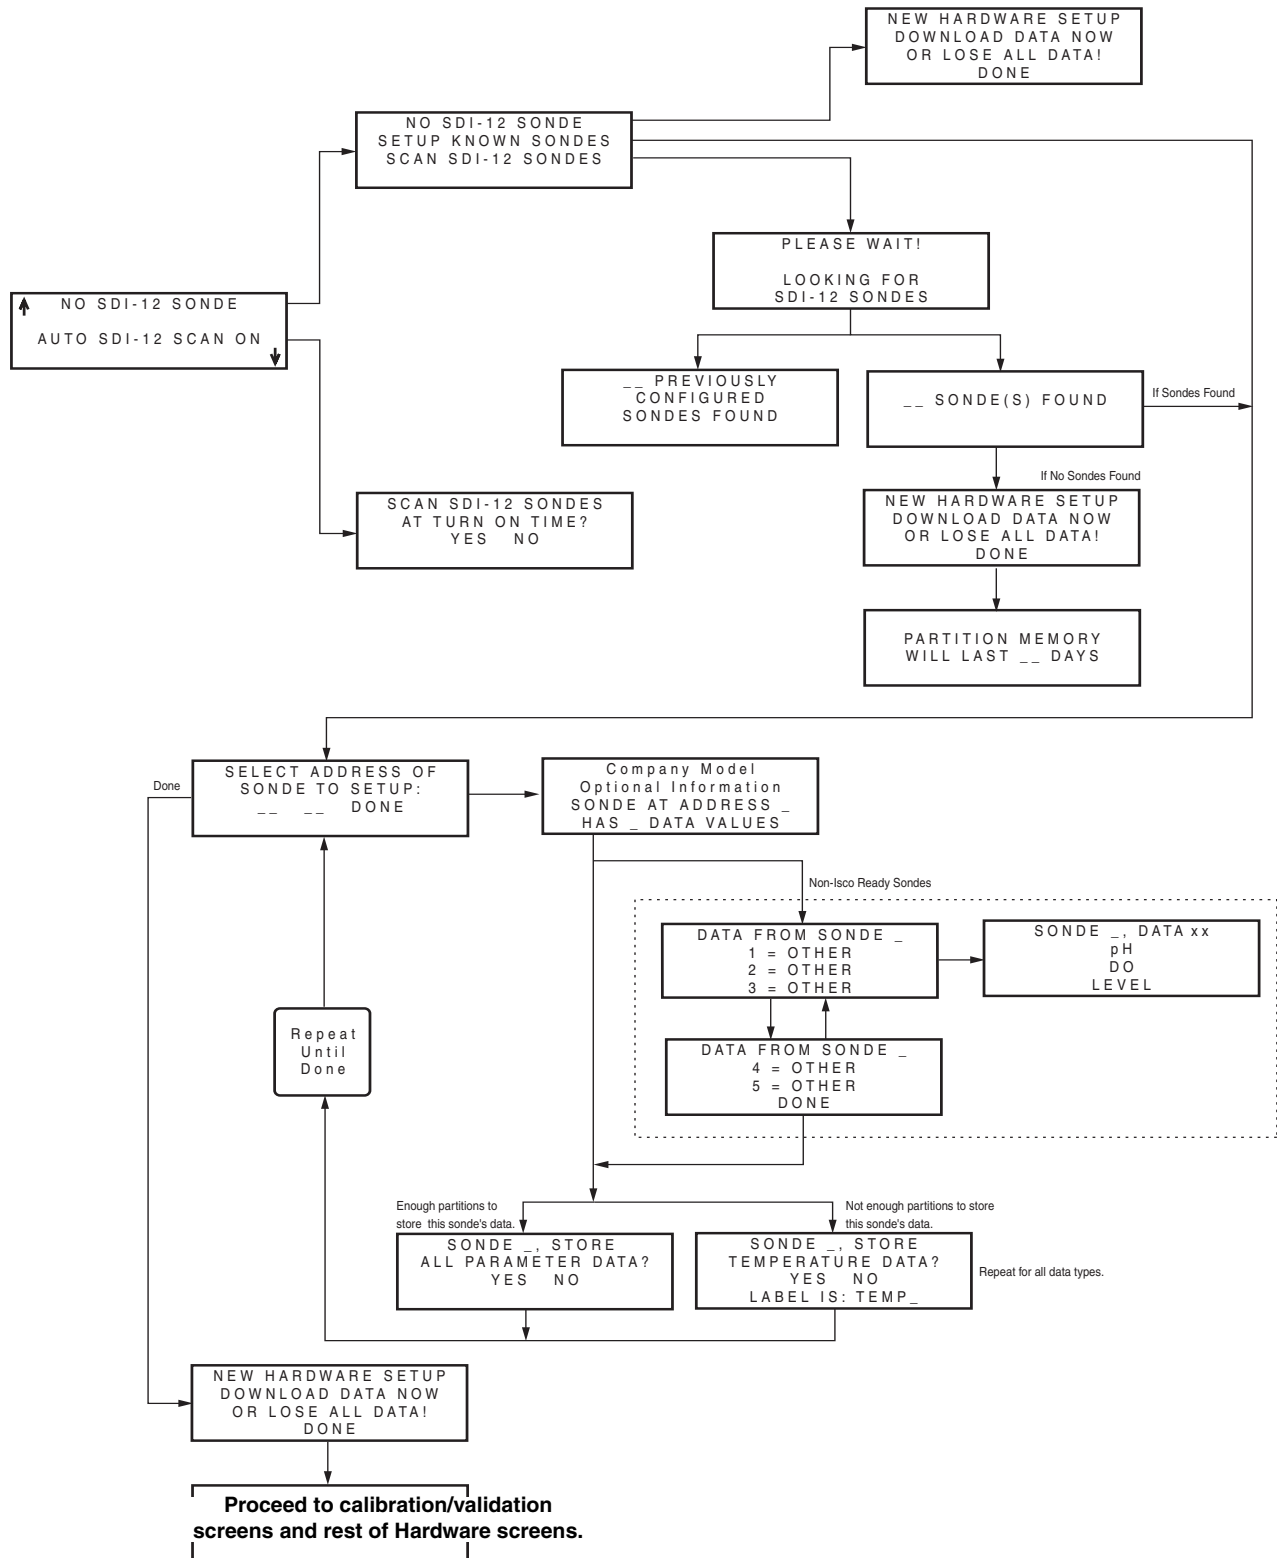 NEW HARDWARE SETUP
DOWNLOAD DATA NOW
OR LOSE ALL DATA!
DONE
NO SDI-12 SONDE
SETUP KNOWN SONDES
SCAN SDI-12 SONDES
PLEASE WAIT!
LOOKING FOR
SDI-12 SONDES
NO SDI-12 SONDE
AUTO SDI-12 SCAN ON
__ PREVIOUSLY
CONFIGURED
SONDES FOUND
__ SONDE(S) FOUND
If Sondes Found
If No Sondes Found
SCAN SDI-12 SONDES
AT TURN ON TIME?
YES NO
NEW HARDWARE SETUP
DOWNLOAD DATA NOW
OR LOSE ALL DATA!
DONE
PARTITION MEMORY
WILL LAST __ DAYS
Done
SELECT ADDRESS OF
SONDE TO SETUP:
__ __ DONE
Company Model
Optional Information
SONDE AT ADDRESS _
HAS _ DATA VALUES
Non-Isco Ready Sondes
DATA FROM SONDE _
1 = OTHER
2 = OTHER
3 = OTHER
SONDE _, DATA xx
pH
DO
LEVEL
Repeat
Until
Done
DATA FROM SONDE _
4 = OTHER
5 = OTHER
DONE
Enough partitions to
store this sonde's data.
Not enough partitions to store
this sonde's data.
SONDE _, STORE
ALL PARAMETER DATA?
YES NO
SONDE _, STORE
TEMPERATURE DATA?
YES NO
LABEL IS: TEMP_
Repeat for all data types.
NEW HARDWARE SETUP
DOWNLOAD DATA NOW
OR LOSE ALL DATA!
DONE
Proceed to calibration/validation
screens and rest of Hardware screens.